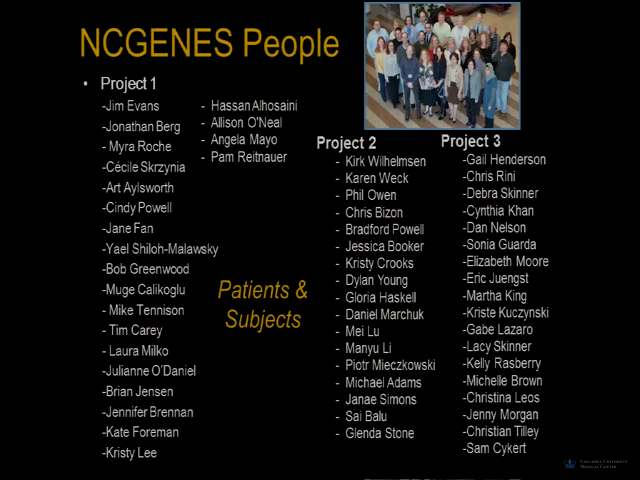 NCGENES People
• Project 1
-Jim Evans
-Jonathan Berg
- Myra Roche
-Cécile Skrzynia
-Art Aylsworth
-Cindy Powell
-Jane Fan
-Yael Shiloh-Malawsky
-Bob Greenwood
-Muge Calikoglu
- Mike Tennison
- Tim Carey
- Laura Milko
-Julianne O'Daniel
-Brian Jensen
-Jennifer Brennan
-Kate Foreman
-Kristy Lee
- Hassan Alhosaini
- Allison O'Neal
- Angela Mayo
- Pam Reitnauer
Patients &
Subjects
Project 2
- Kirk Wilhelmsen
- Karen Weck
- Phil Owen
- Chris Bizon
- Bradford Powell
- Jessica Booker
- Kristy Crooks
- Dylan Young
- Gloria Haskell
- Daniel Marchuk
- Mei Lu
- Manyu Li
- Piotr Mieczkowski
- Michael Adams
- Janae Simons
- Sai Balu
- Glenda Stone
Project 3
-Gail Henderson
-Chris Rini
-Debra Skinner
-Cynthia Khan
-Dan Nelson
-Sonia Guarda
-Elizabeth Moore
-Eric Juengst
-Martha King
-Kriste Kuczynski
-Gabe Lazaro
-Lacy Skinner
-Kelly Rasberry
-Michelle Brown
-Christina Leos
-Jenny Morgan
-Christian Tilley
-Sam Cykert
Columbia University
Medical Center